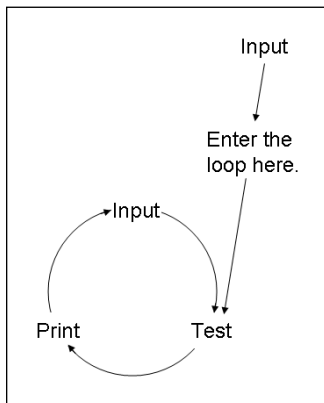 Input
Enter the
loop here.
Input
Print
Test